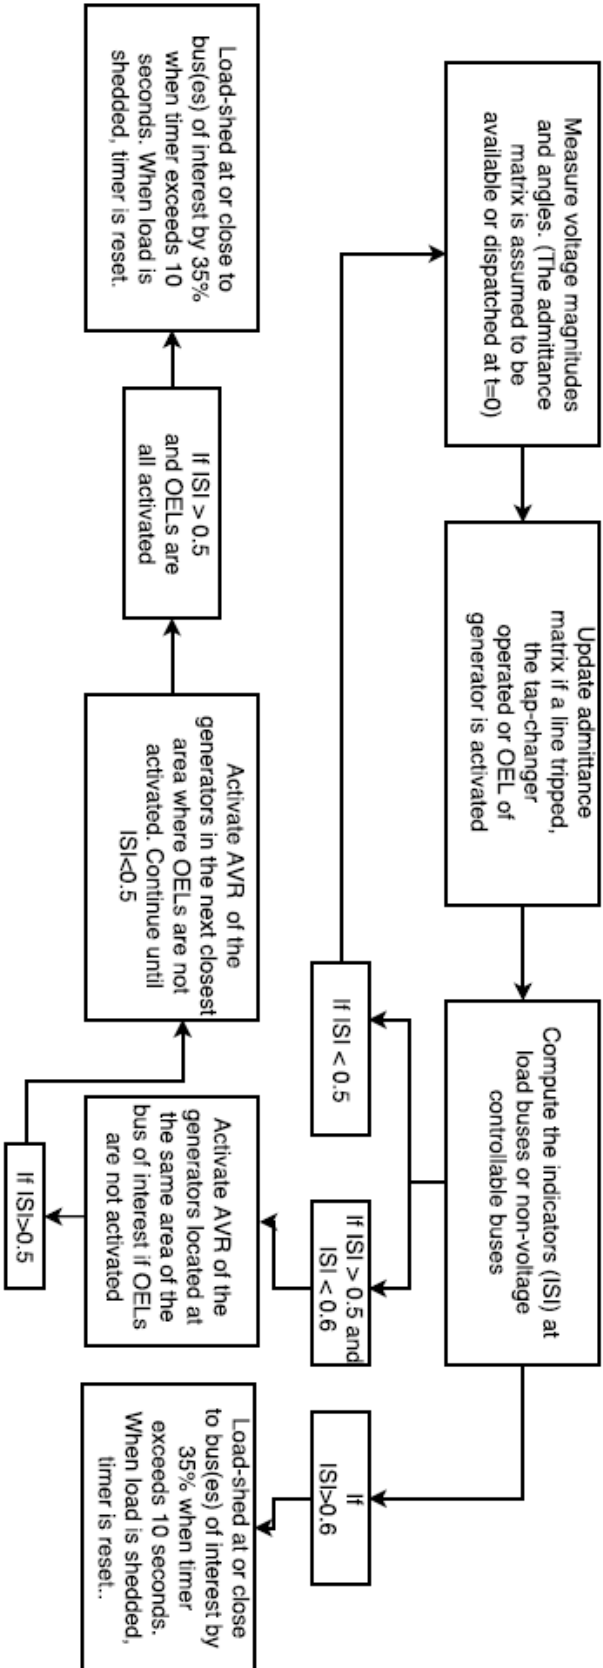 Measure voltage magnitudes
and angles. (The admittance
matrix is assumed to be
available or dispatched at t=0)
Update admittance
matrix if a line tripped,
the tap-changer
operated or OEL of
generator is activated
Compute the indicators (ISI) at
load buses or non-voltage
controllable buses
If ISI < 0.5
If ISI > 0.5 and
ISI < 0.6
If
ISI>0.6
Load-shed at or close to
bus(es) of interest by 35%
when timer exceeds 10
seconds. When load is
shedded, timer is reset.
If ISI > 0.5
and OELs are
all activated
Activate AVR of the
generators in the next closest
area where OELs are not
activated. Continue until
ISI<0.5
Activate AVR of the
generators located at
the same area of the
bus of interest if OELs
are not activated
If ISI>0.5
Load-shed at or close
to bus(es) of interest by
35% when timer
exceeds 10 seconds.
When load is shedded,
timer is reset..